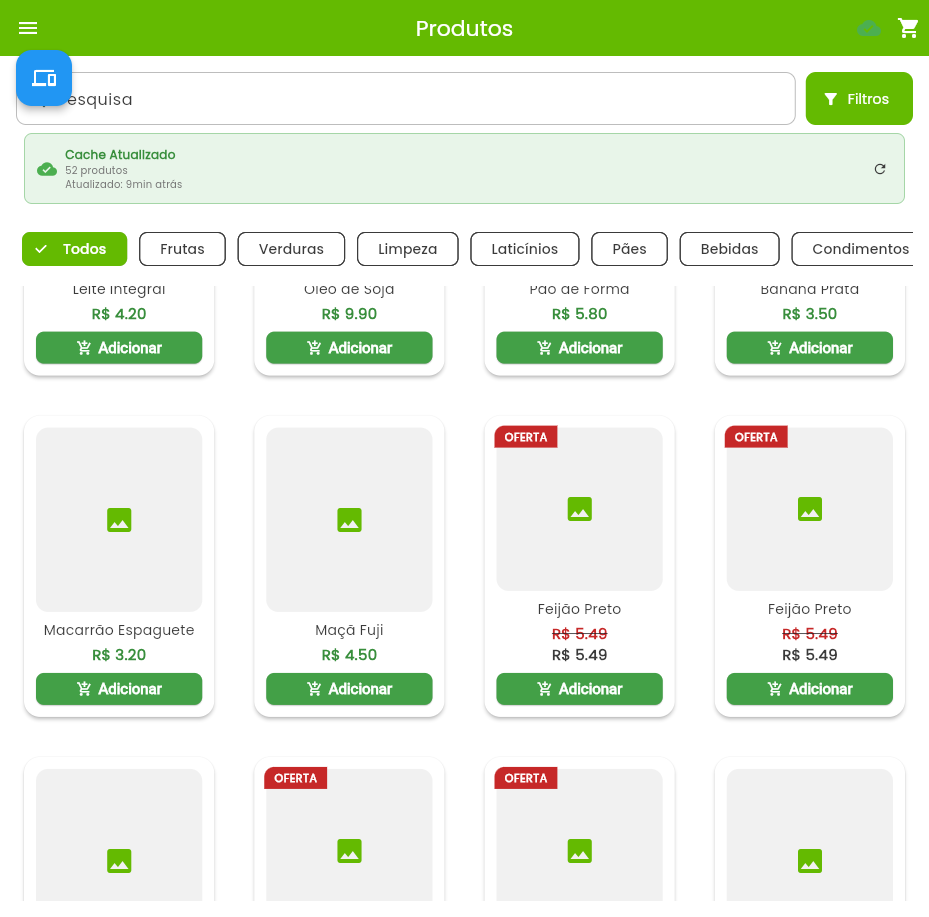 Produtos
esquisa
Filtros
Cache Atualizado
52 produtos
Atualizado: 9min atrás
Todos
Frutas
Verduras
Limpeza
Laticínios
Pães
Bebidas
Condimentos
Leite Integral
Óleo de Soja
Pão de Forma
Banana Prata
R$ 4.20
R$ 9.90
R$ 5.80
R$ 3.50
Adicionar
Adicionar
Adicionar
Adicionar
OFERTA
OFERTA
Macarrão Espaguete
Maçã Fuji
Feijão Preto
Feijão Preto
R$ 3.20
R$ 4.50
R$ 5.49
R$ 5.49
R$ 5.49
R$ 5.49
Adicionar
Adicionar
Adicionar
Adicionar
OFERTA
OFERTA